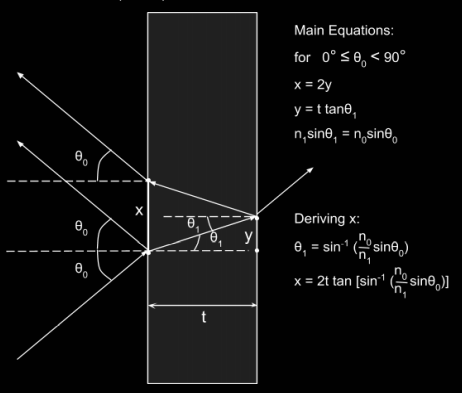 Main Equations:
for 0° ≤ θ₀ < 90°
x = 2y
y = t tanθ₁
n₁sinθ₁ = n₀sinθ₀
θ₀
θ₀
θ₀
x
θ₁
θ₁
y
t
Deriving x:
θ₁ = sin⁻¹ (n₀/n₁ sinθ₀)
x = 2t tan [sin⁻¹ (n₀/n₁ sinθ₀)]